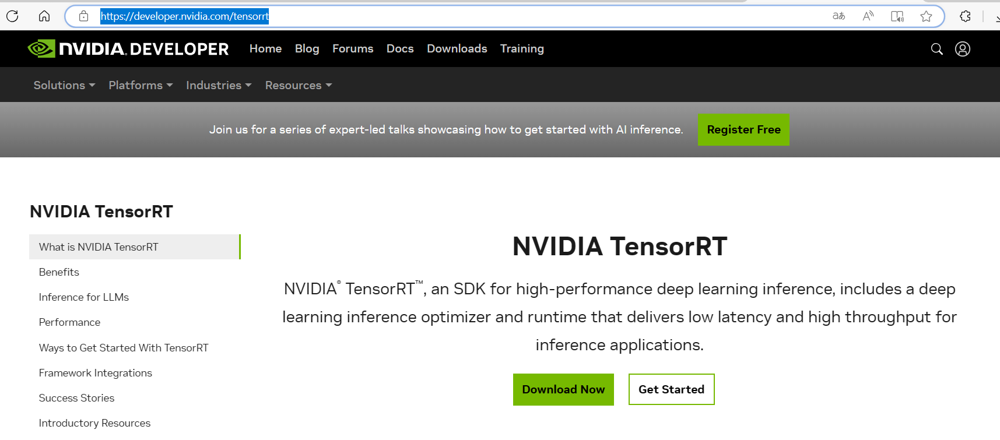 https://developer.nvidia.com/tensorrt
NVIDIA DEVELOPER Home Blog Forums Docs Downloads Training
Solutions Platforms Industries Resources
Join us for a series of expert-led talks showcasing how to get started with AI inference. Register Free
NVIDIA TensorRT
What is NVIDIA TensorRT
Benefits
Inference for LLMs
Performance
Ways to Get Started With TensorRT
Framework Integrations
Success Stories
Introductory Resources
NVIDIA TensorRT
NVIDIA® TensorRT™, an SDK for high-performance deep learning inference, includes a deep
learning inference optimizer and runtime that delivers low latency and high throughput for
inference applications.
Download Now Get Started